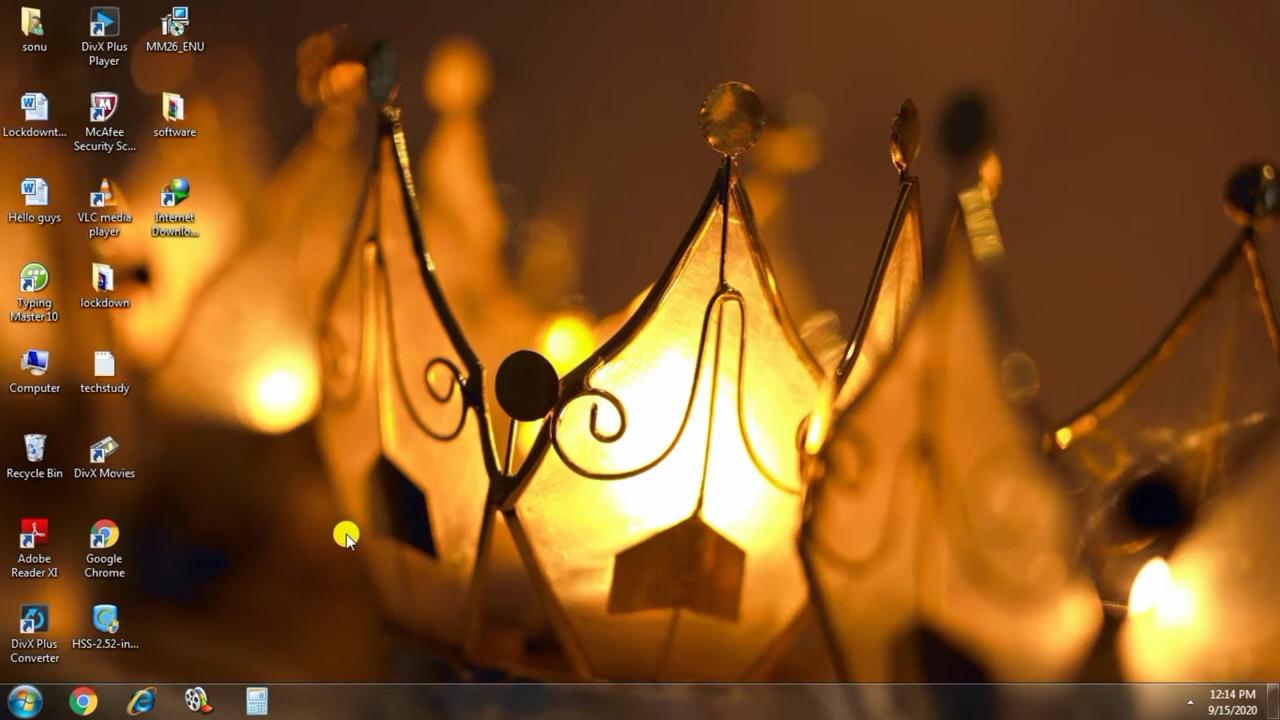 sonu
DivX Plus
Player
MM26_ENU
Lockdownt...
McAfee
Security Sc...
software
Hello guys
VLC media
player
Internet
Downlo...
Typing
Master 10
lockdown
Computer
techstudy
Recycle Bin
DivX Movies
Adobe
Reader XI
Google
Chrome
DivX Plus
Converter
HSS-2.52-in...
12:14 PM
9/15/2020